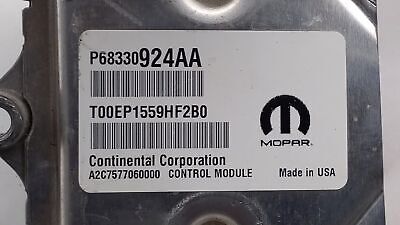 P68330924AA
T00EP1559HF2B0
MOPAR
Continental Corporation
A2C7577060000 CONTROL MODULE Made in USA